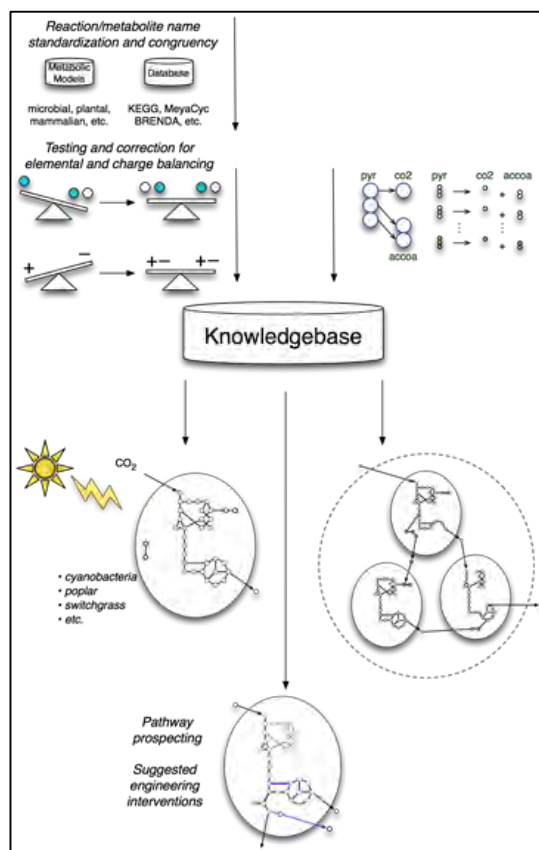 Reaction/metabolite name
standardization and congruency
Metabolic
Models
Database
microbial, plantal,
mammalian, etc.
KEGG, MeyaCyc
BRENDA, etc.
Testing and correction for
elemental and charge balancing
pyr co2
accoa
pyr co2 accoa
+
+
+
+ −
+− +−
Knowledgebase
CO2
• cyanobacteria
• poplar
• switchgrass
• etc.
Pathway
prospecting
Suggested
engineering
interventions